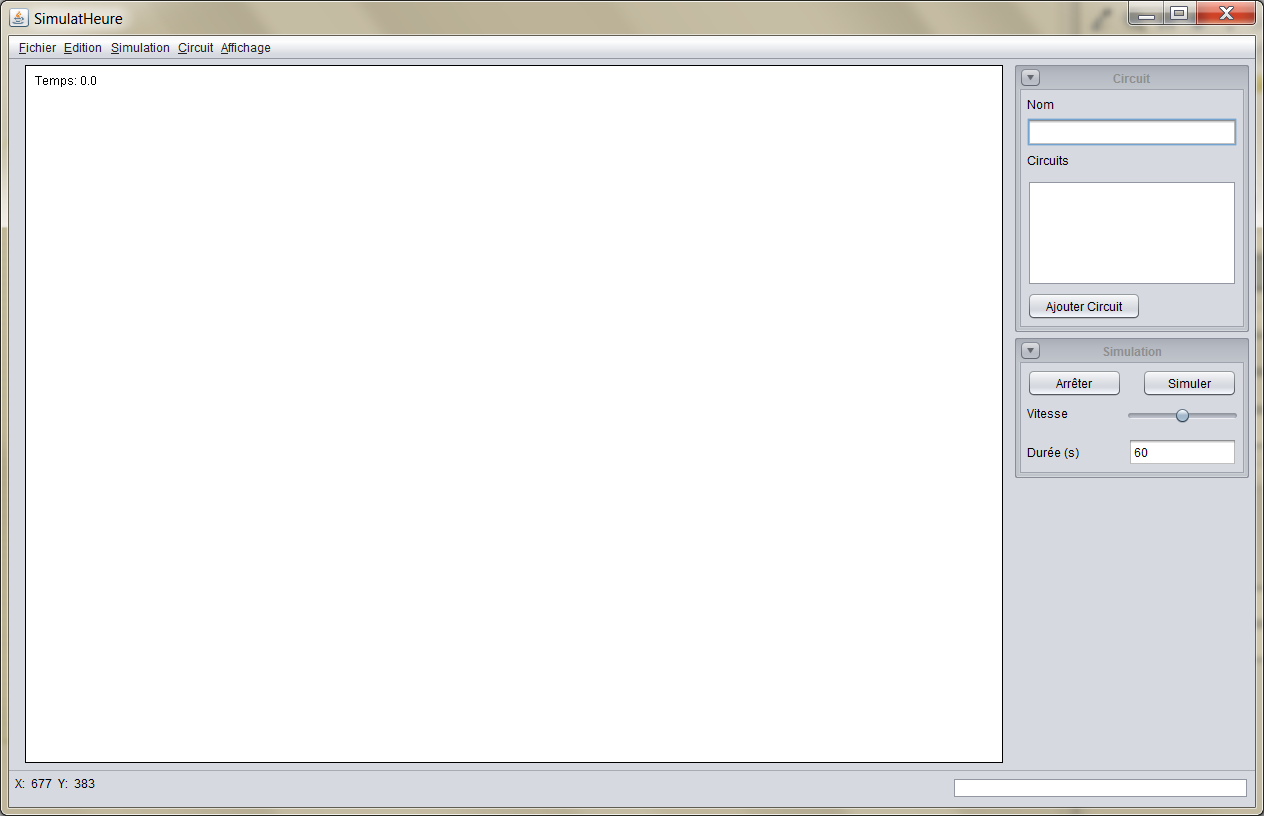 SimulatHeure
Fichier Edition Simulation Circuit Affichage
Temps: 0.0
Circuit
Nom
Circuits
Ajouter Circuit
Simulation
Arrêter Simuler
Vitesse
Durée (s) 60
X: 677 Y: 383